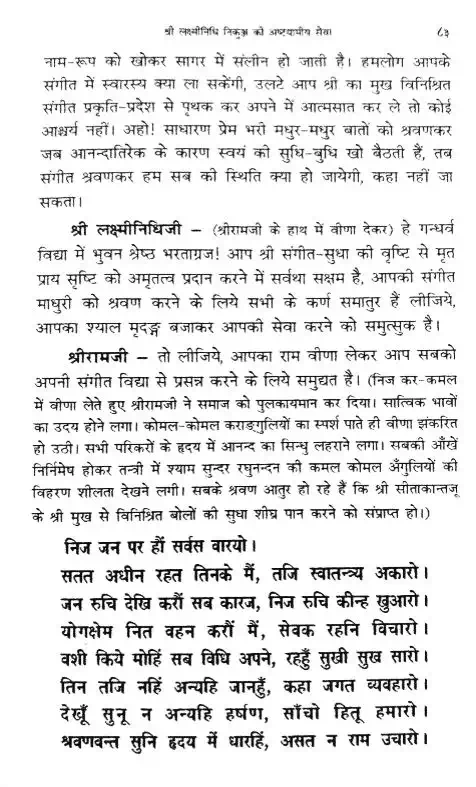 श्री लक्ष्मीनिधि निकुञ्ज की अष्टयामीय सेवा ८३
नाम-रूप को खोकर सागर में संलीन हो जाती है। हमलोग आपके
संगीत में स्वारस्य क्या ला सकेंगी, उलटे आप श्री का मुख विनिश्रित
संगीत प्रकृति-प्रदेश से पृथक कर अपने में आत्मसात कर ले तो कोई
आश्चर्य नहीं। अहो! साधारण प्रेम भरी मधुर-मधुर बातों को श्रवणकर
जब आनन्दातिरेक के कारण स्वयं की सुधि-बुधि खो बैठती हैं, तब
संगीत श्रवणकर हम सब की स्थिति क्या हो जायेगी, कहा नहीं जा
सकता।
श्री लक्ष्मीनिधिजी – (श्रीरामजी के हाथ में वीणा देकर) हे गन्धर्व
विद्या में भुवन श्रेष्ठ भरताग्रज! आप श्री संगीत-सुधा की वृष्टि से मृत
प्राय सृष्टि को अमृतत्व प्रदान करने में सर्वथा सक्षम है, आपकी संगीत
माधुरी को श्रवण करने के लिये सभी के कर्ण समातुर हैं लीजिये,
आपका श्याल मृदङ्ग बजाकर आपकी सेवा करने को समुत्सुक है।
श्रीरामजी – तो लीजिये, आपका राम वीणा लेकर आप सबको
अपनी संगीत विद्या से प्रसन्न करने के लिये समुद्यत है। (निज कर-कमल
में वीणा लेते हुए श्रीरामजी ने समाज को पुलकायमान कर दिया। सात्विक भावों
का उदय होने लगा। कोमल-कोमल कराङ्गुलियों का स्पर्श पाते ही वीणा झंकरित
हो उठी। सभी परिकरों के हृदय में आनन्द का सिन्धु लहराने लगा। सबकी आँखें
निर्निमेष होकर तन्त्री में श्याम सुन्दर रघुनन्दन की कमल कोमल अँगुलियों की
विहरण शीलता देखने लगी। सबके श्रवण आतुर हो रहे हैं कि श्री सीताकान्तजू
के श्री मुख से विनिश्रित बोलों की सुधा शीघ्र पान करने को संप्राप्त हो।)
निज जन पर हौं सर्वस वारयो।
सतत अधीन रहत तिनके मैं, तजि स्वातन्त्र्य अकारो।
जन रुचि देखि करौं सब कारज, निज रुचि कीन्ह खुआरो।
योगक्षेम नित वहन करौं मैं, सेवक रहनि विचारो।
वशी किये मोहिं सब विधि अपने, रहहुँ सुखी सुख सारो।
तिन तजि नहिं अन्यहि जानहुँ, कहा जगत व्यवहारो।
देखूँ सुनू न अन्यहि हर्षण, साँचो हितू हमारो।
श्रवणवन्त सुनि हृदय में धारहिं, असत न राम उचारो।